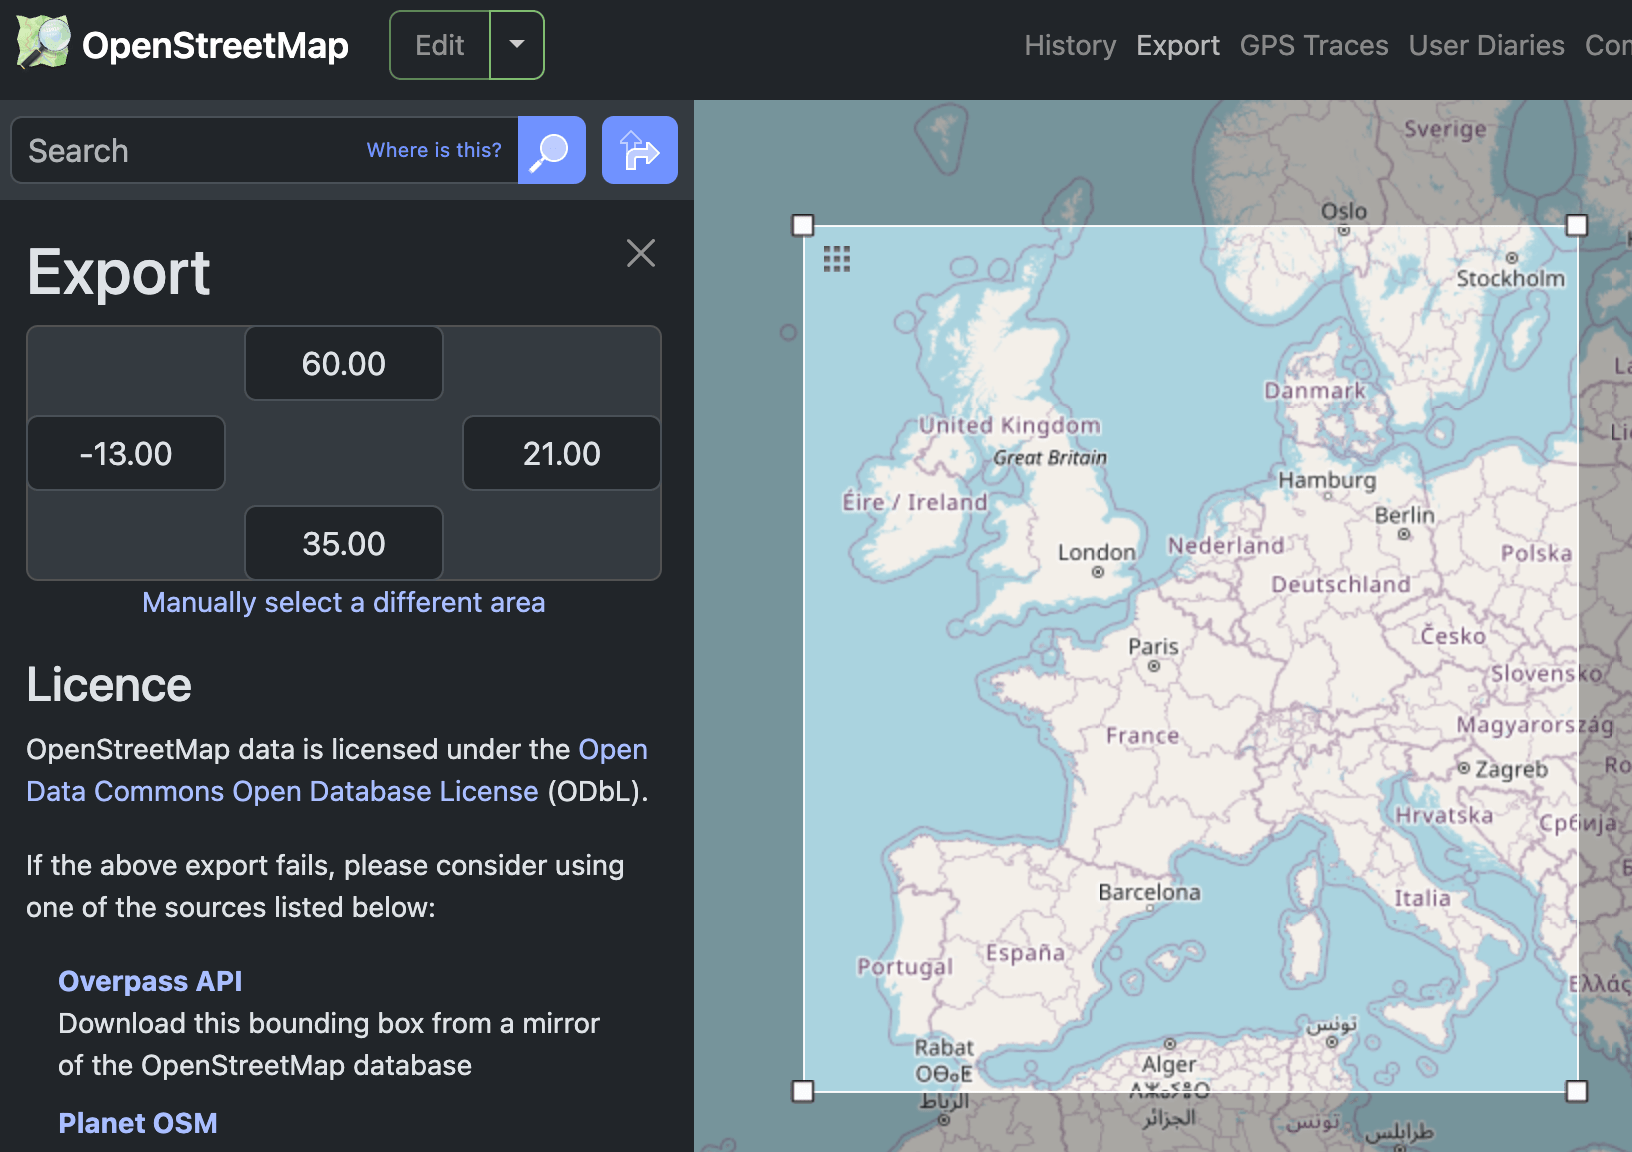 OpenStreetMap
Edit
History Export GPS Traces User Diaries
Search
Where is this?
Export
60.00
-13.00
21.00
35.00
Manually select a different area
Licence
OpenStreetMap data is licensed under the Open
Data Commons Open Database License (ODbL).
If the above export fails, please consider using
one of the sources listed below:
Overpass API
Download this bounding box from a mirror
of the OpenStreetMap database
Planet OSM
Sverige
Oslo
Stockholm
Danmark
United Kingdom
Great Britain
Hamburg
Éire / Ireland
Berlin
London
Nederland
Polska
Deutschland
Česko
Paris
Slovensko
Magyarország
France
Zagreb
Hrvatska
Србија
Barcelona
Italia
España
Portugal
Ελλάς
تونس
Rabat
ⵔⴱⴰⵟ
الرباط
Alger
الجزائر
تونس
طرابلس